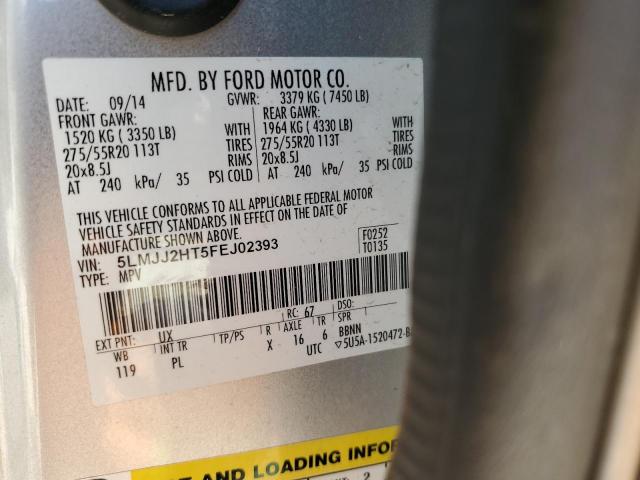 MFD. BY FORD MOTOR CO.
DATE: 09/14 GVWR: 3379 KG ( 7450 LB)
FRONT GAWR: REAR GAWR:
1520 KG ( 3350 LB) WITH 1964 KG ( 4330 LB) WITH
275/55R20 113T TIRES 275/55R20 113T TIRES
20x8.5J RIMS 20x8.5J RIMS
AT 240 kPa/ 35 PSI COLD AT 240 kPa/ 35 PSI COLD
THIS VEHICLE CONFORMS TO ALL APPLICABLE FEDERAL MOTOR
VEHICLE SAFETY STANDARDS IN EFFECT ON THE DATE OF
MANUFACTURE SHOWN ABOVE.
VIN: 5LMJJ2HT5FEJ02393 F0252
TYPE: MPV T0135
EXT PNT: UX RC: 67 DSO:
WB INT TR TP/PS R AXLE TR SPR
119 PL X 16 6 BBNN
UTC ▽5U5A-1520472-B
AND LOADING INFOR
2